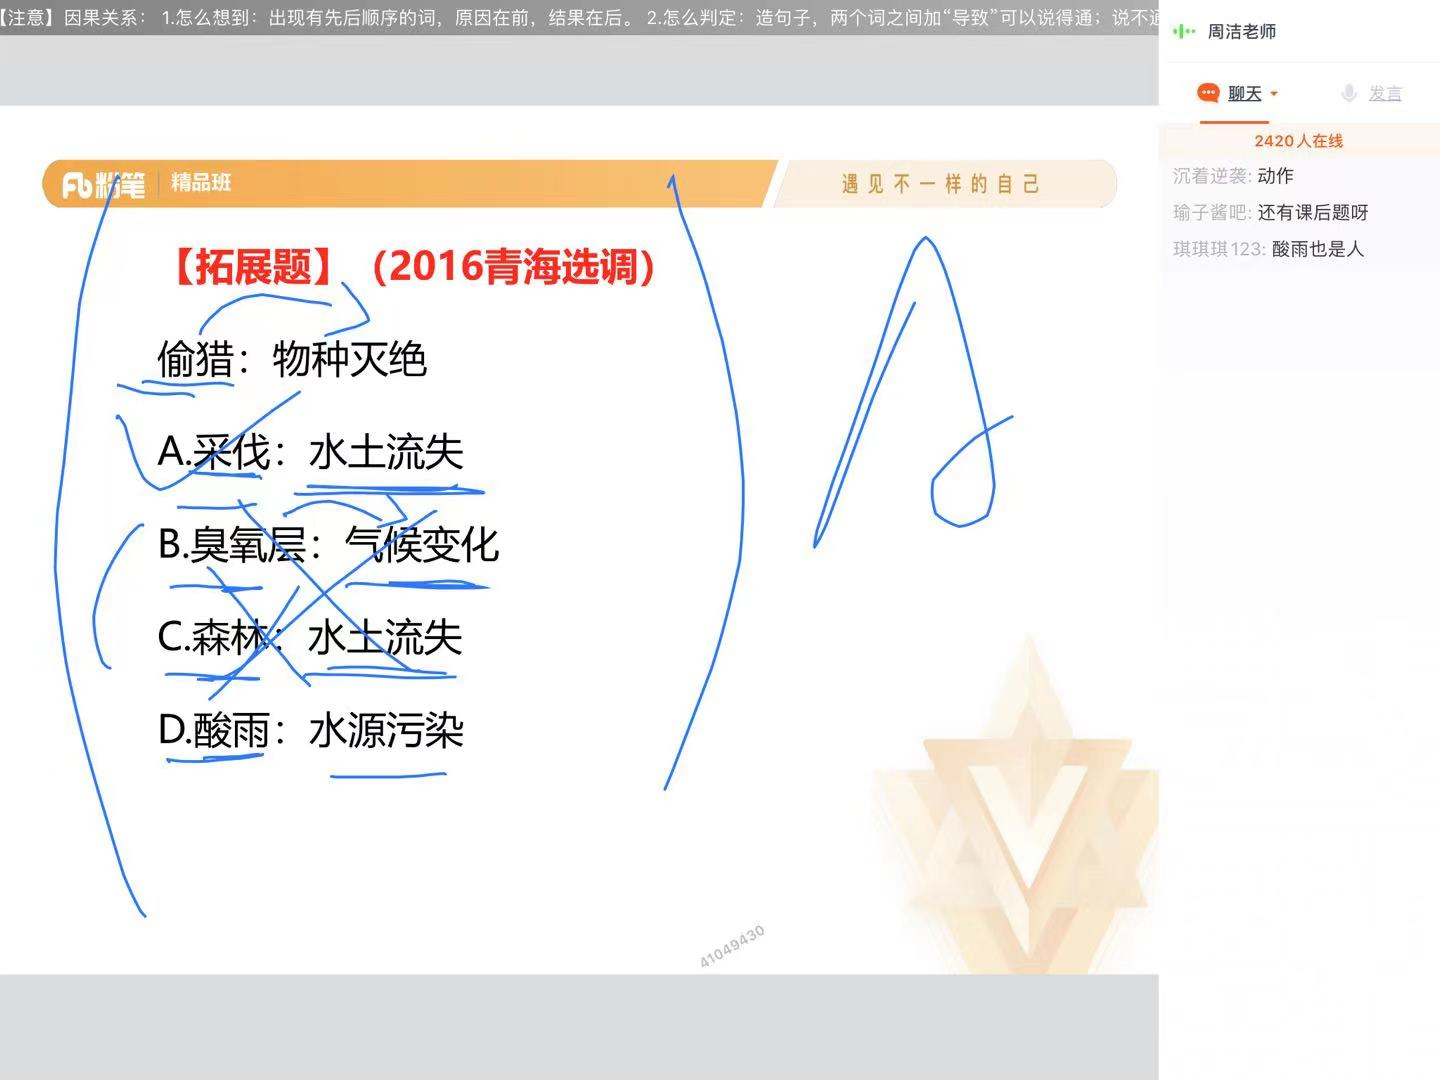 【注意】因果关系： 1.怎么想到：出现有先后顺序的词，原因在前，结果在后。 2.怎么判定：造句子，两个词之间加“导致”可以说得通；说不通
周洁老师
聊天
发言
2420人在线
沉着逆袭: 动作
瑜子酱吧: 还有课后题呀
琪琪琪123: 酸雨也是人
粉笔 精品班
遇见不一样的自己
【拓展题】（2016青海选调）
偷猎：物种灭绝
A.采伐：水土流失
B.臭氧层：气候变化
C.森林：水土流失
D.酸雨：水源污染
A
41049430